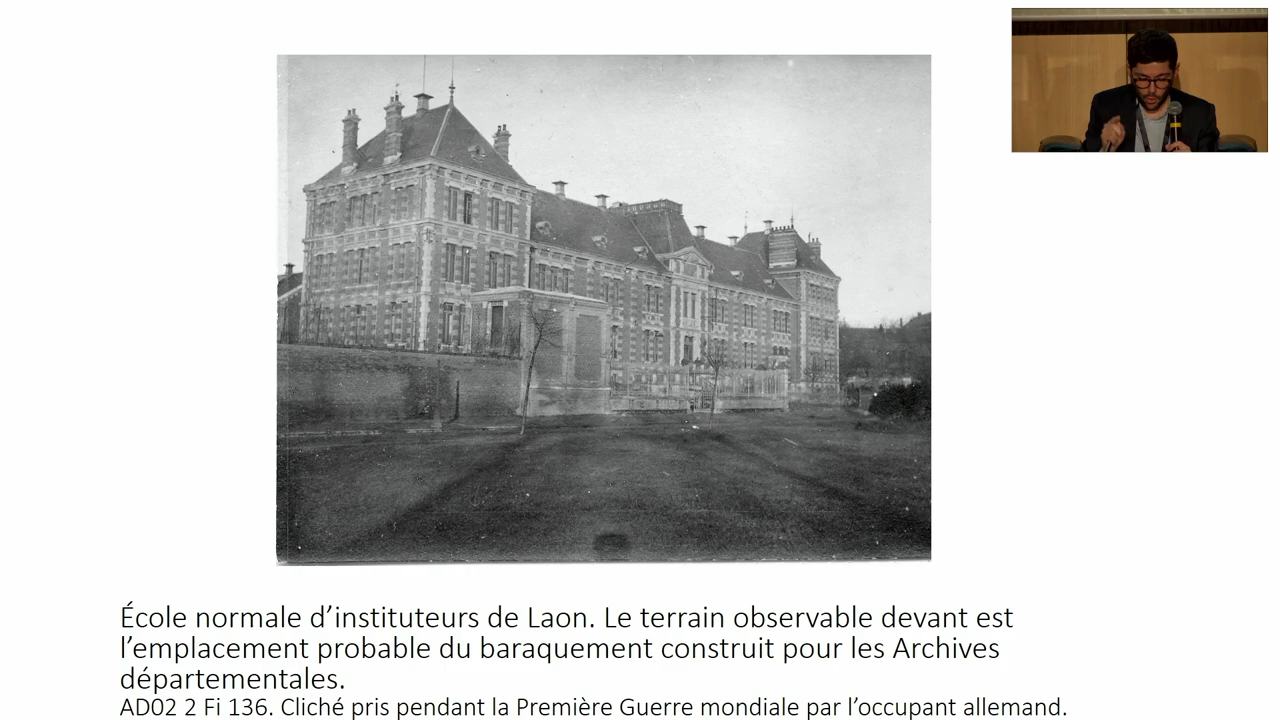 École normale d’instituteurs de Laon. Le terrain observable devant est
l’emplacement probable du baraquement construit pour les Archives
départementales.
AD02 2 Fi 136. Cliché pris pendant la Première Guerre mondiale par l’occupant allemand.